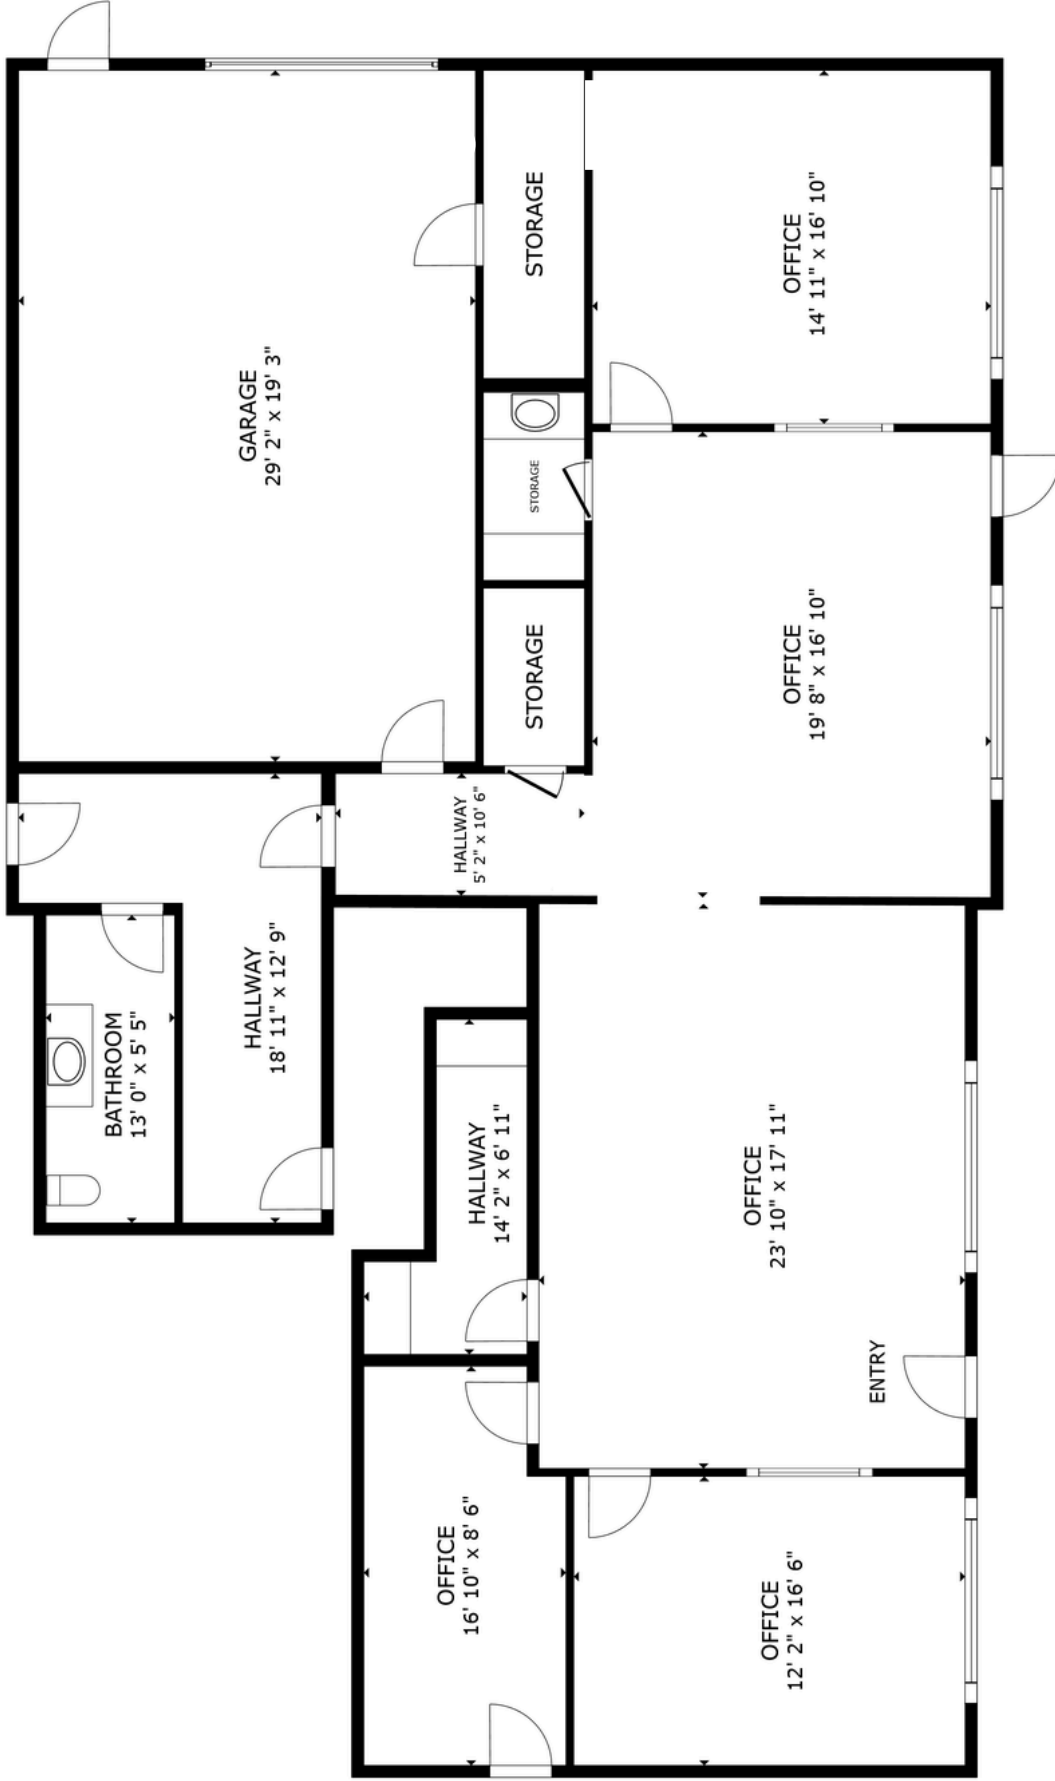 GARAGE
29' 2" x 19' 3"
STORAGE
OFFICE
14' 11" x 16' 10"
STORAGE
STORAGE
OFFICE
19' 8" x 16' 10"
HALLWAY
5' 2" x 10' 6"
BATHROOM
13' 0" x 5' 5"
HALLWAY
18' 11" x 12' 9"
HALLWAY
14' 2" x 6' 11"
OFFICE
23' 10" x 17' 11"
ENTRY
OFFICE
16' 10" x 8' 6"
OFFICE
12' 2" x 16' 6"